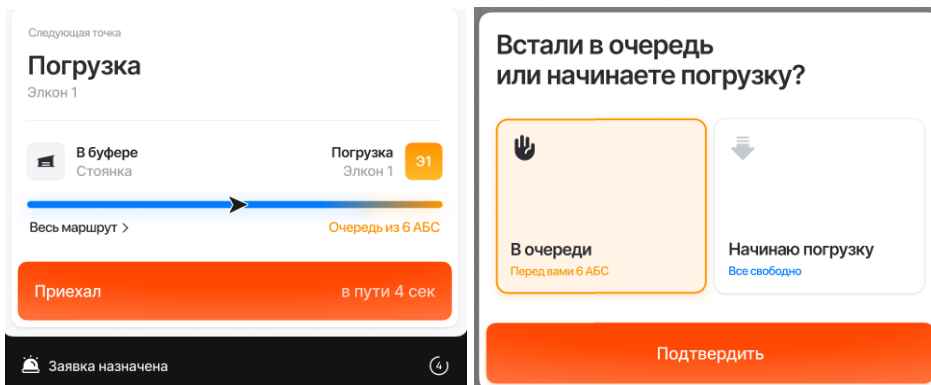 Следующая точка
Погрузка
Элкон 1
В буфере
Стоянка
Погрузка
Элкон 1
Э1
Весь маршрут >
Очередь из 6 АБС
Приехал
в пути 4 сек
Заявка назначена
4
Встали в очередь
или начинаете погрузку?
В очереди
Перед вами 6 АБС
Начинаю погрузку
Все свободно
Подтвердить